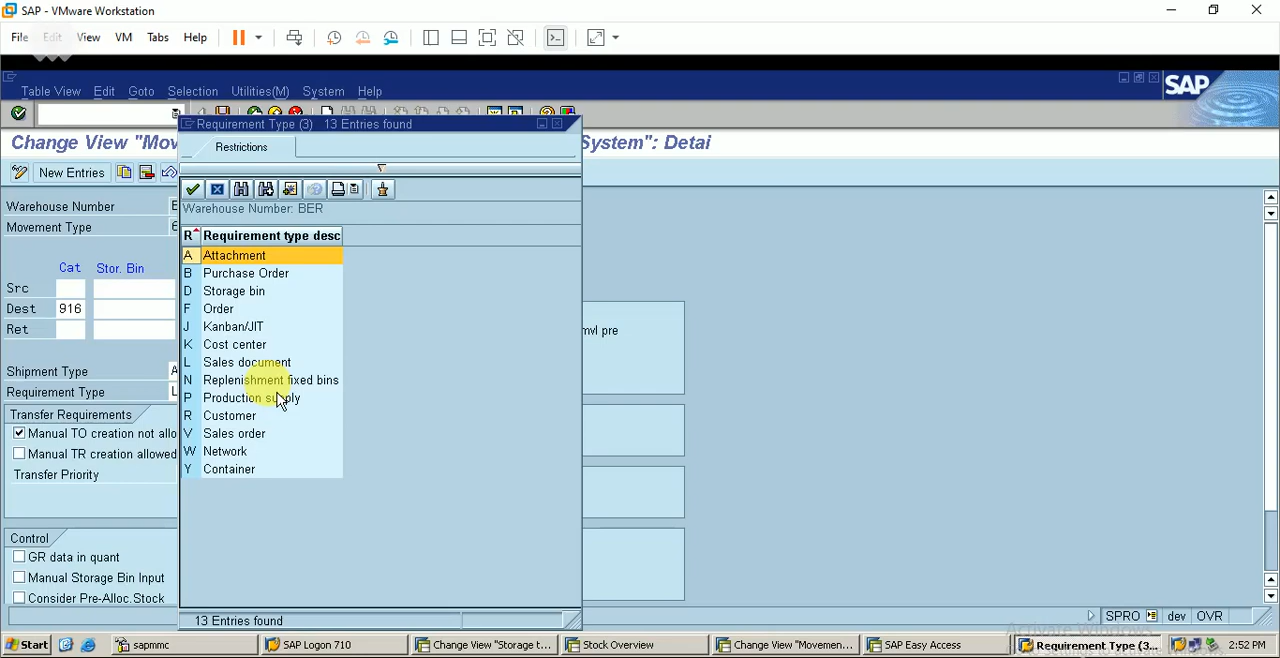 SAP - VMware Workstation
File Edit View VM Tabs Help
Table View Edit Goto Selection Utilities(M) System Help
SAP
Requirement Type (3) 13 Entries found
Change View "Mov System": Detai
Restrictions
New Entries
Warehouse Number: BER
Warehouse Number
Movement Type
R Requirement type desc
A Attachment
B Purchase Order
D Storage bin
F Order
J Kanban/JIT
K Cost center
L Sales document
N Replenishment fixed bins
P Production supply
R Customer
V Sales order
W Network
Y Container
Cat Stor. Bin
Src
Dest 916
Ret
mvl pre
Shipment Type A
Requirement Type L
Transfer Requirements
Manual TO creation not allo
Manual TR creation allowed
Transfer Priority
Control
GR data in quant
Manual Storage Bin Input
Consider Pre-Alloc.Stock
13 Entries found
SPRO dev OVR
Activate Windows
Start sapmmc SAP Logon 710 Change View "Storage t... Stock Overview Change View "Movemen... SAP Easy Access Requirement Type (3... 2:52 PM